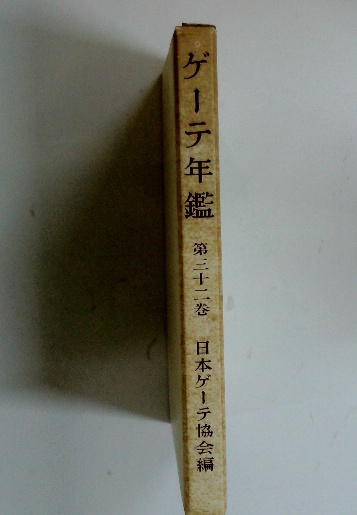 ゲーテ年鑑
第三十二巻
日本ゲーテ協会編